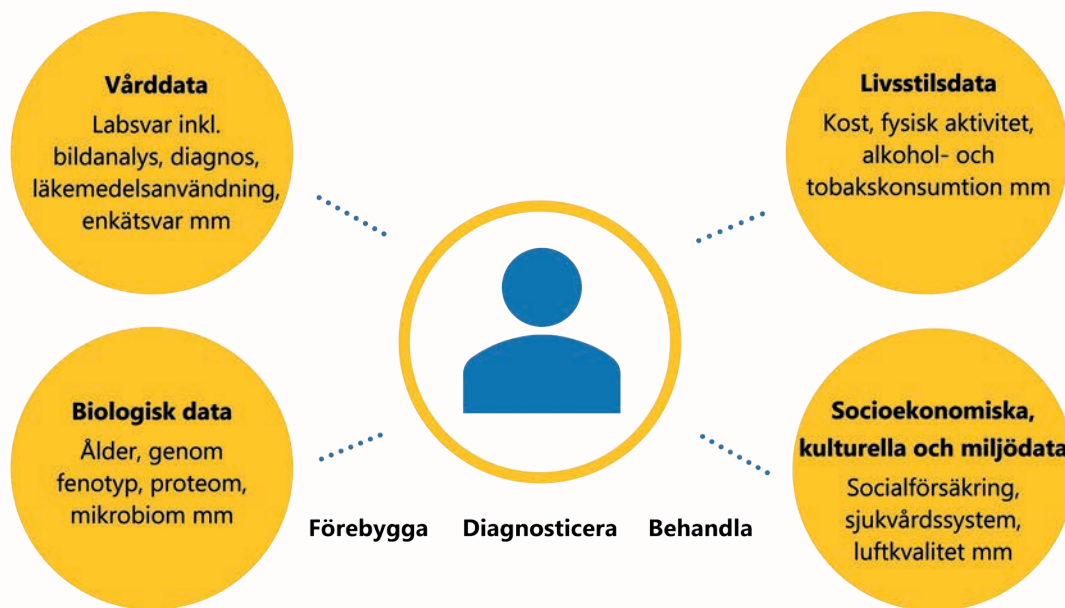 Vårddata
Labsvar inkl.
bildanalys, diagnos,
läkemedelsanvändning,
enkätsvar mm
Livsstilsdata
Kost, fysisk aktivitet,
alkohol- och
tobakskonsumtion mm
Biologisk data
Ålder, genom
fenotyp, proteom,
mikrobiom mm
Socioekonomiska,
kulturella och miljödata
Socialförsäkring,
sjukvårdssystem,
luftkvalitet mm
Förebygga Diagnosticera Behandla